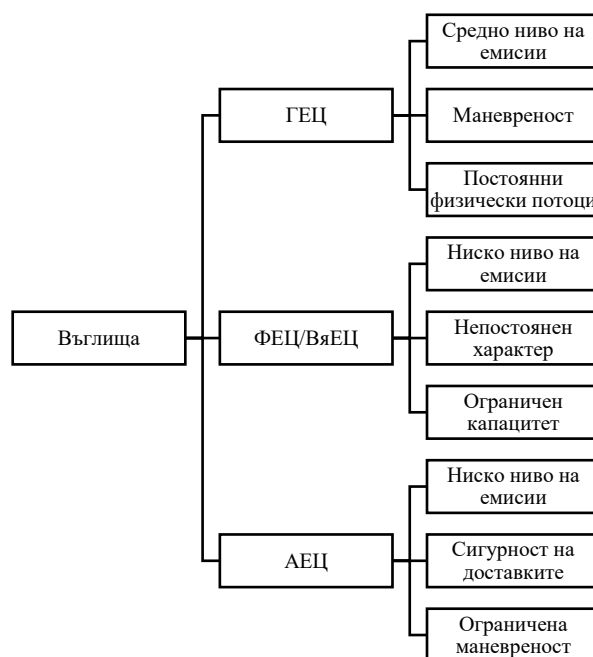 Средно ниво на
емисии
ГЕЦ
Маневреност
Постоянни
физически потоци
Ниско ниво на
емисии
Въглища
ФЕЦ/ВяЕЦ
Непостоянен
характер
Ограничен
капацитет
Ниско ниво на
емисии
АЕЦ
Сигурност на
доставките
Ограничена
маневреност